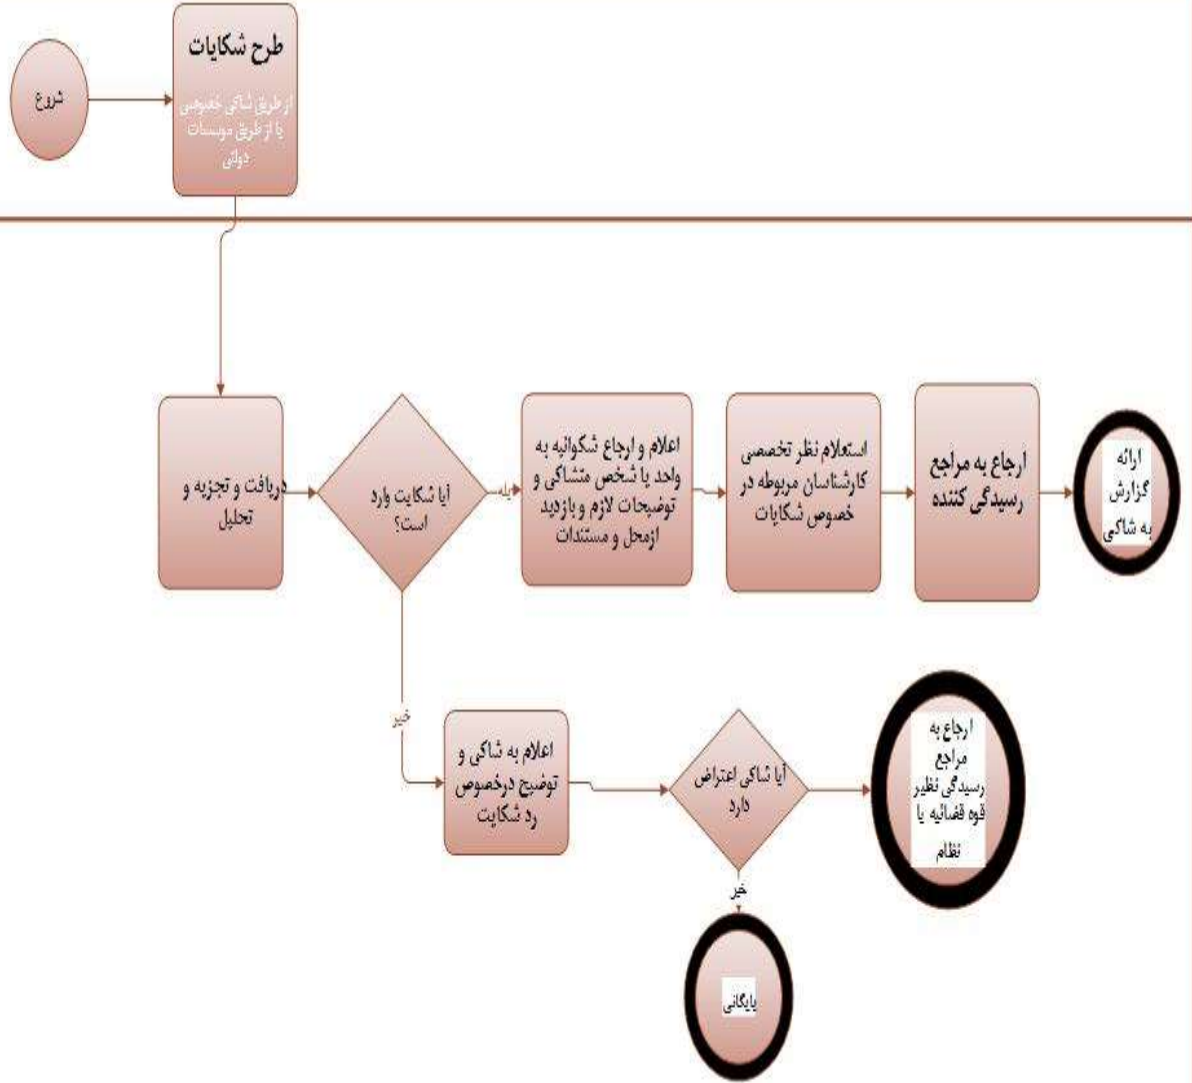 شروع
طرح شکایات
از طریق شاکی خصوصی
یا از طریق موسسات
دولتی
دریافت و تجزیه و
تحلیل
آیا شکایت وارد
است؟
بله
اعلام و ارجاع شکوائیه به
واحد یا شخص متشاکی و
توضیحات لازم و بازدید
ازمحل و مستندات
استعلام نظر تخصصی
کارشناسان مربوطه در
خصوص شکایات
ارجاع به مراجع
رسیدگی کننده
ارائه
گزارش
به شاکی
خیر
اعلام به شاکی و
توضیح درخصوص
رد شکایت
آیا شاکی اعتراض
دارد
ارجاع به
مراجع
رسیدگی نظیر
قوه قضائیه یا
نظام
خیر
بایگانی